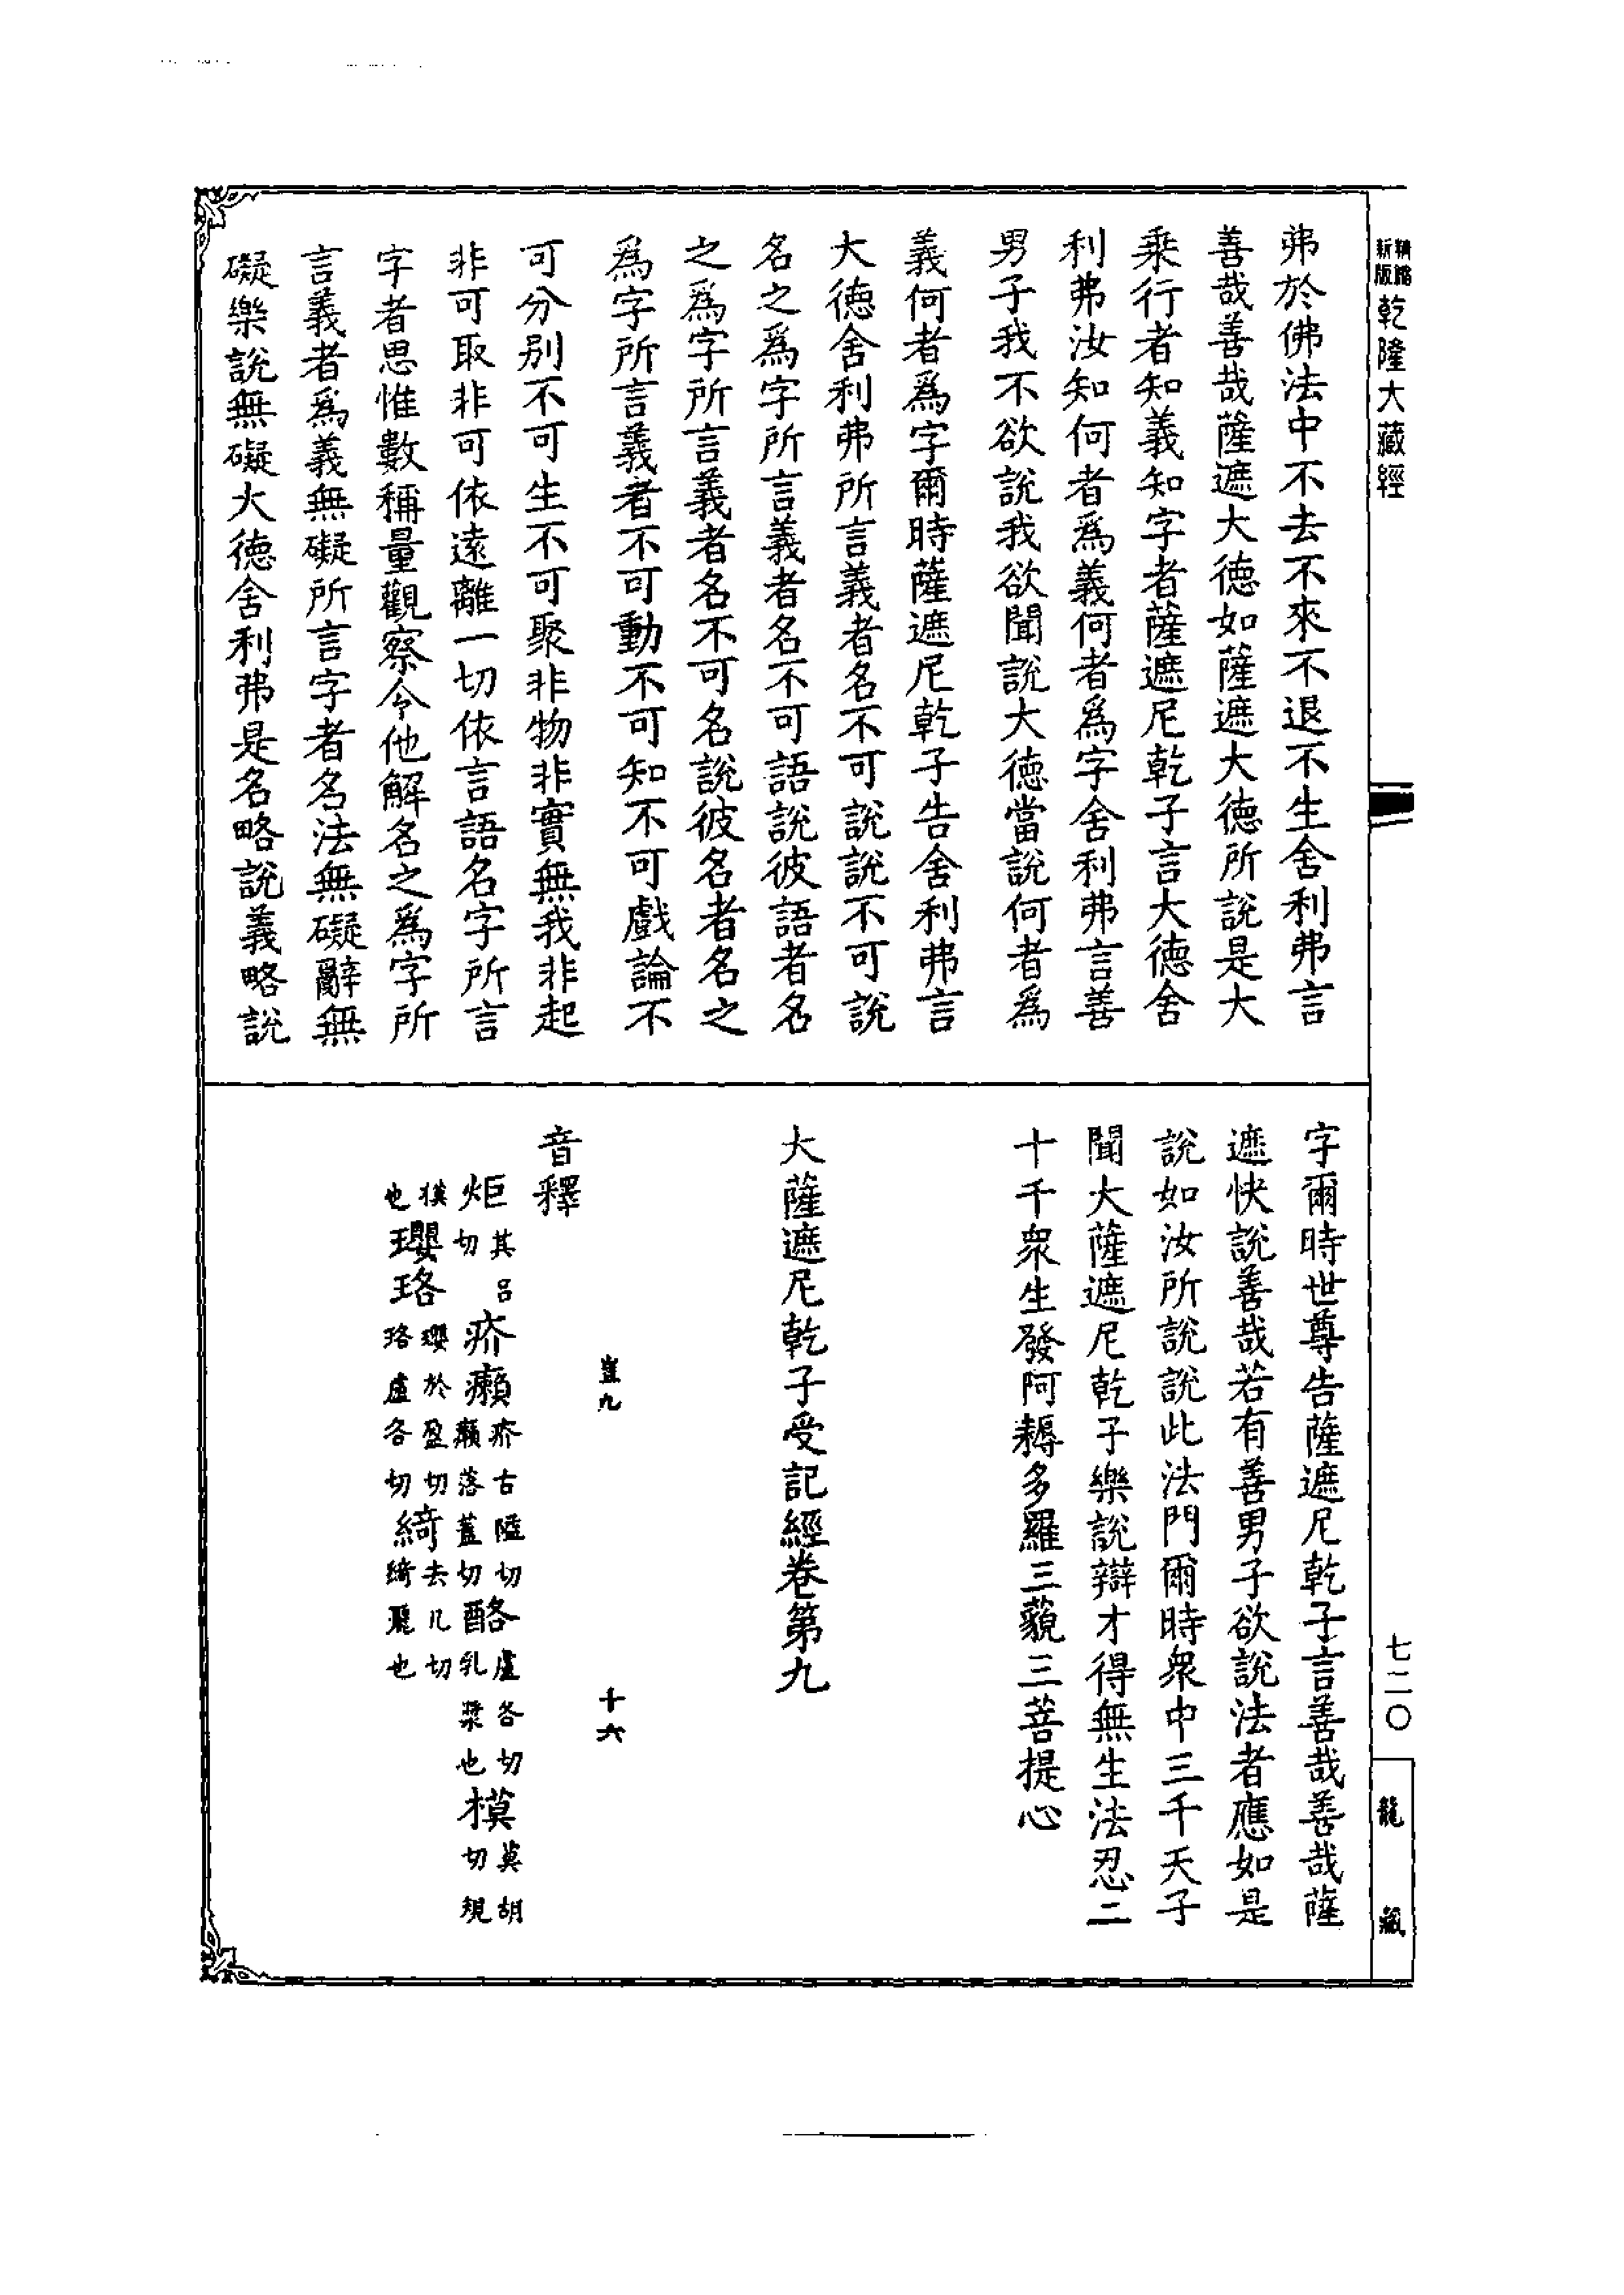 精縮
新版
乾隆大藏經
七二〇
龍藏
弗於佛法中不去不來不退不生舍利弗言
善哉善哉薩遮大德如薩遮大德所說是大
乘行者知義知字者薩遮尼乾子言大德舍
利弗汝知何者爲義何者爲字舍利弗言善
男子我不欲說我欲聞說大德當說何者爲
義何者爲字爾時薩遮尼乾子告舍利弗言
大德舍利弗所言義者名不可說說不可說
名之爲字所言義者名不可語說彼語者名
之爲字所言義者名不可名說彼名者名之
爲字所言義者不可動不可知不可戲論不
可分別不可生不可聚非物非實無我非起
非可取非可依遠離一切依言語名字所言
字者思惟數稱量觀察令他解名之爲字所
言義者爲義無礙所言字者名法無礙辭無
礙樂說無礙大德舍利弗是名略說義略說
字爾時世尊告薩遮尼乾子言善哉善哉薩
遮快說善哉若有善男子欲說法者應如是
說如汝所說說此法門爾時衆中三千天子
聞大薩遮尼乾子樂說辯才得無生法忍二
十千衆生發阿耨多羅三藐三菩提心
大薩遮尼乾子受記經卷第九
豈九
十六
音釋
炬其呂切疥癩疥古隘切癩落蓋切酪盧各切乳漿也模莫胡切規
模也瓔珞瓔於盈切珞盧各切綺去几切綺麗也